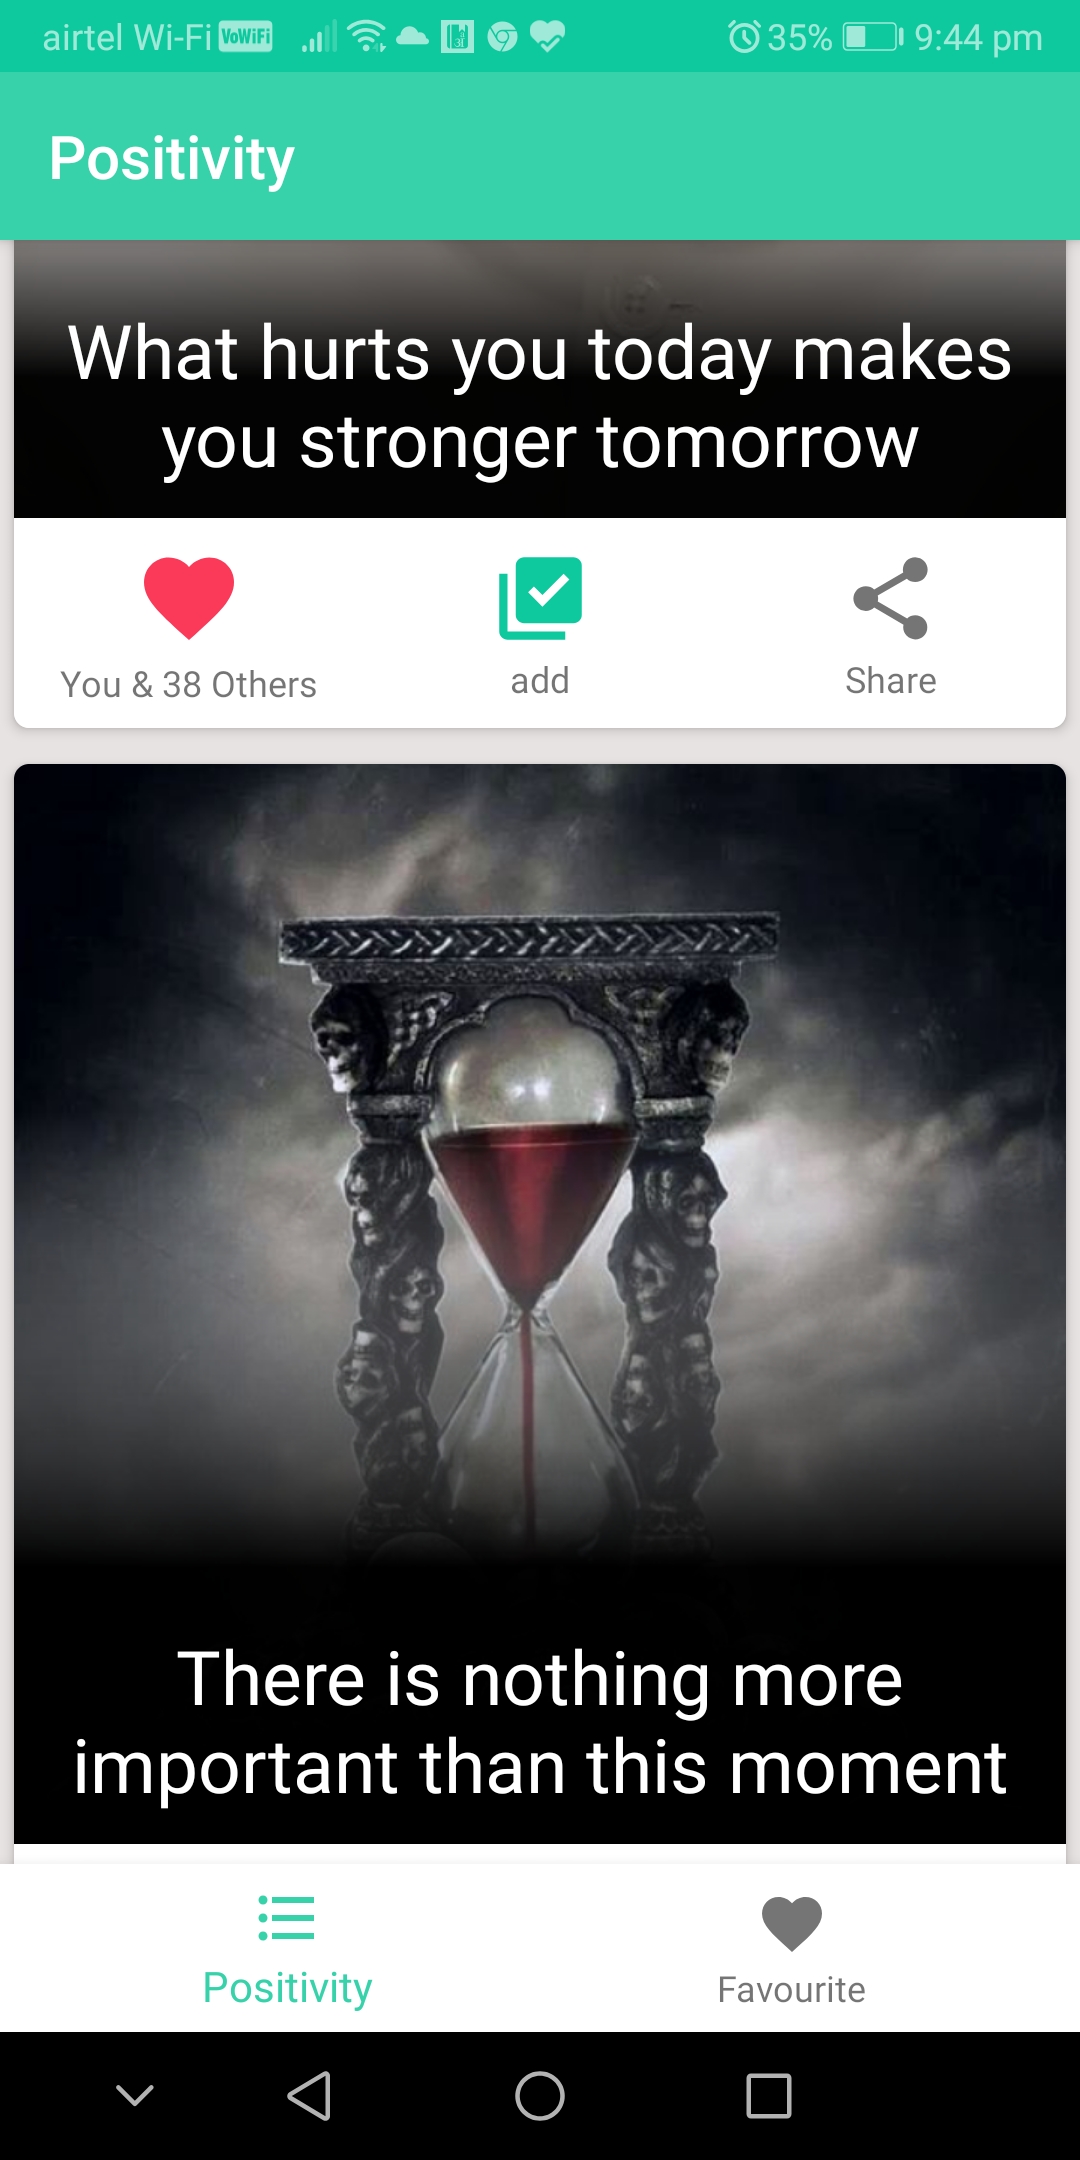 airtel Wi-Fi VoWiFi 35% 9:44 pm
Positivity
What hurts you today makes
you stronger tomorrow
You & 38 Others add Share
There is nothing more
important than this moment
Positivity Favourite